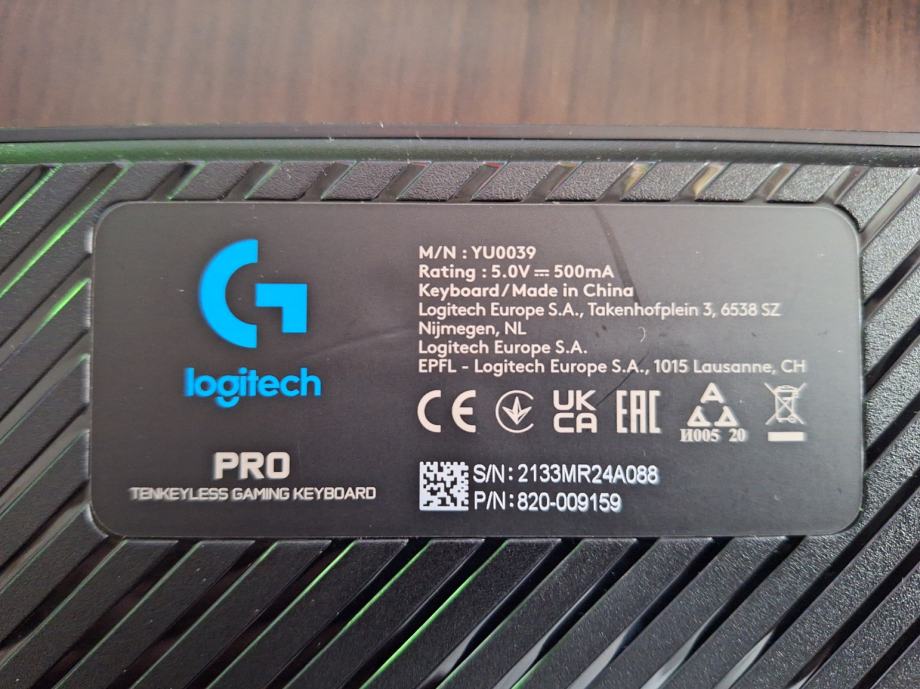 logitech
PRO
TENKEYLESS GAMING KEYBOARD
M/N : YU0039
Rating : 5.0V ⎓ 500mA
Keyboard/Made in China
Logitech Europe S.A., Takenhofplein 3, 6538 SZ
Nijmegen, NL
Logitech Europe S.A.
EPFL - Logitech Europe S.A., 1015 Lausanne, CH
CE UK CA EAC
И005 20
S/N: 2133MR24A088
P/N: 820-009159